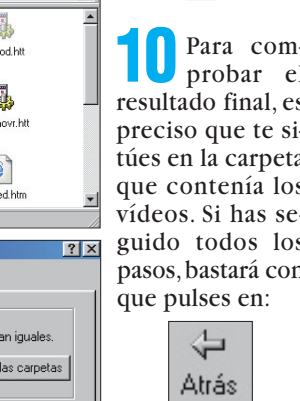 od.htt
ovr.htt
ed.htm
an iguales.
las carpetas
10 Para com-
probar el
resultado final, es
preciso que te si-
túes en la carpeta
que contenía los
vídeos. Si has se-
guido todos los
pasos, bastará con
que pulses en:
Atrás